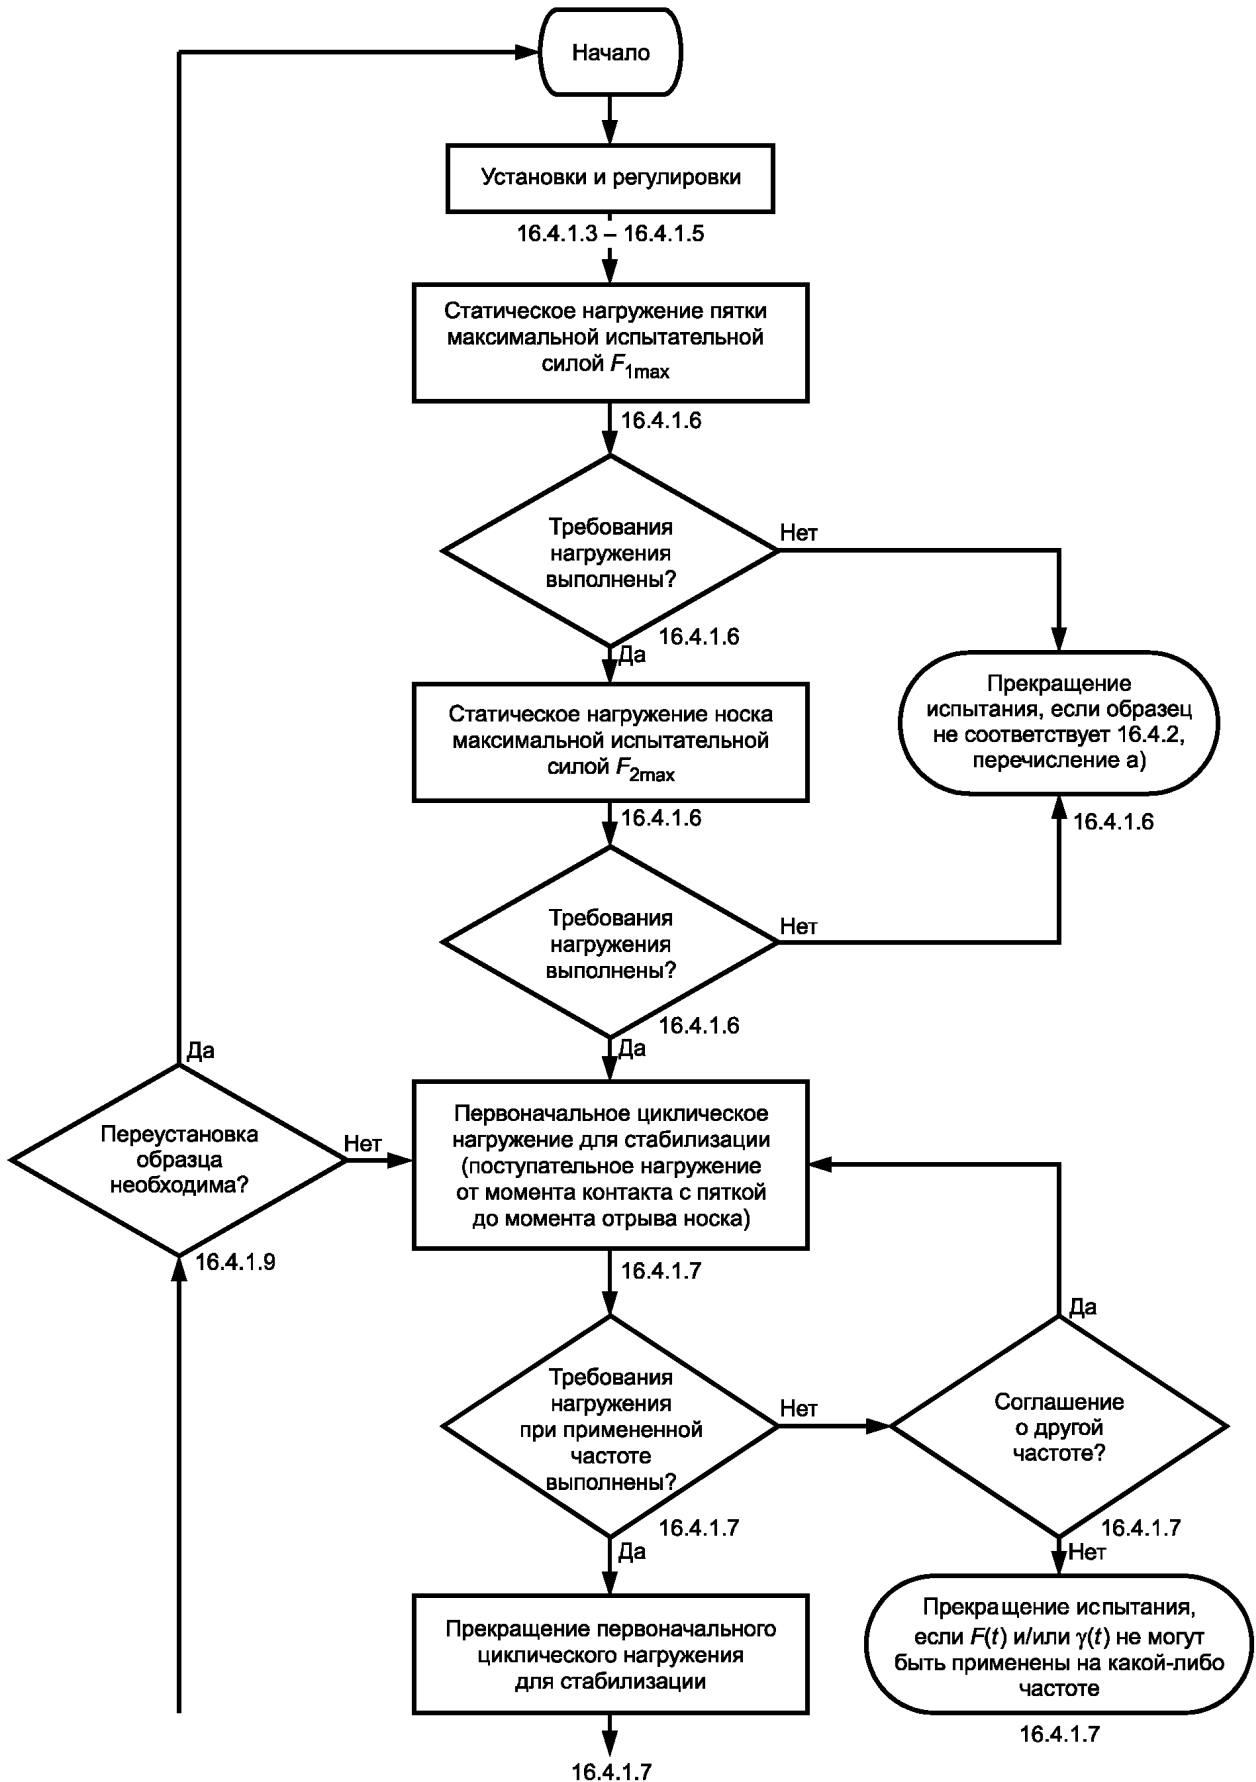 Начало
Установки и регулировки
16.4.1.3 – 16.4.1.5
Статическое нагружение пятки
максимальной испытательной
силой F1max
16.4.1.6
Требования
нагружения
выполнены?
Нет
16.4.1.6
Да
Прекращение
испытания, если образец
не соответствует 16.4.2,
перечисление а)
16.4.1.6
Статическое нагружение носка
максимальной испытательной
силой F2max
16.4.1.6
Требования
нагружения
выполнены?
Нет
16.4.1.6
Да
Да
Переустановка
образца
необходима?
Нет
16.4.1.9
Первоначальное циклическое
нагружение для стабилизации
(поступательное нагружение
от момента контакта с пяткой
до момента отрыва носка)
16.4.1.7
Требования
нагружения
при примененной
частоте
выполнены?
Нет
16.4.1.7
Да
Да
Соглашение
о другой
частоте?
16.4.1.7
Нет
Прекращение первоначального
циклического нагружения
для стабилизации
16.4.1.7
Прекращение испытания,
если F(t) и/или γ(t) не могут
быть применены на какой-либо
частоте
16.4.1.7